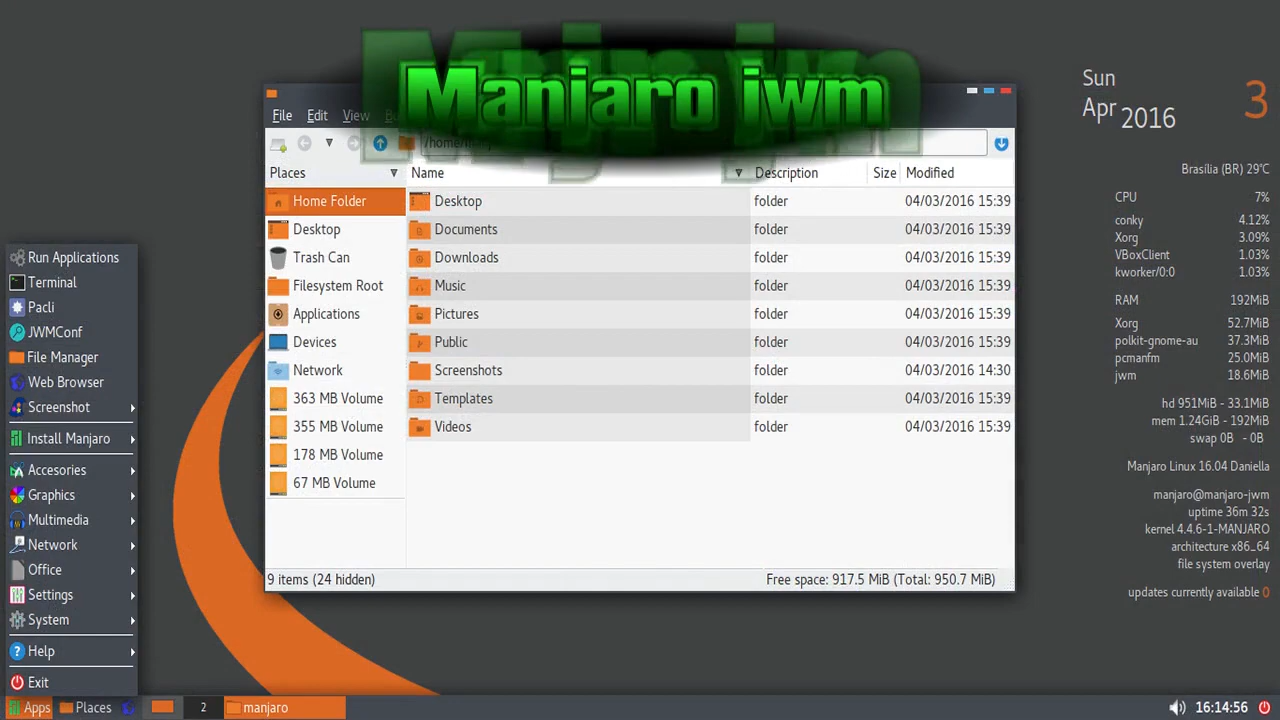 Manjaro jwm
File Edit View
/home/
Places Name Description Size Modified
Home Folder
Desktop
Trash Can
Filesystem Root
Applications
Devices
Network
363 MB Volume
355 MB Volume
178 MB Volume
67 MB Volume
Desktop folder 04/03/2016 15:39
Documents folder 04/03/2016 15:39
Downloads folder 04/03/2016 15:39
Music folder 04/03/2016 15:39
Pictures folder 04/03/2016 15:39
Public folder 04/03/2016 15:39
Screenshots folder 04/03/2016 14:30
Templates folder 04/03/2016 15:39
Videos folder 04/03/2016 15:39
9 items (24 hidden) Free space: 917.5 MiB (Total: 950.7 MiB)
Run Applications
Terminal
Pacli
JWMConf
File Manager
Web Browser
Screenshot
Install Manjaro
Accesories
Graphics
Multimedia
Network
Office
Settings
System
Help
Exit
Apps Places 2 manjaro 16:14:56
Sun
Apr 2016 3
Brasília (BR) 29°C
CPU 7%
conky 4.12%
Xorg 3.09%
VBoxClient 1.03%
kworker/0:0 1.03%
RAM 192MiB
Xorg 52.7MiB
polkit-gnome-au 37.3MiB
pcmanfm 25.0MiB
jwm 18.6MiB
hd 951MiB - 33.1MiB
mem 1.24GiB - 192MiB
swap 0B - 0B
Manjaro Linux 16.04 Daniella
manjaro@manjaro-jwm
uptime 36m 32s
kernel 4.4.6-1-MANJARO
architecture x86_64
file system overlay
updates currently available 0